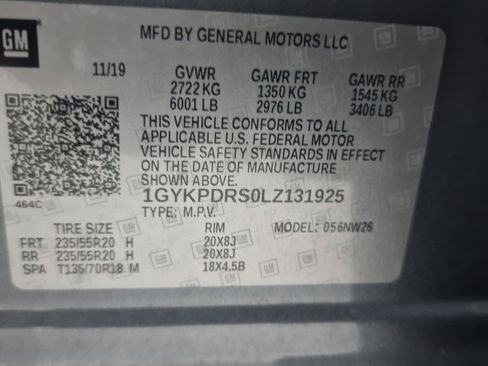 GM
MFD BY GENERAL MOTORS LLC
11/19 GVWR GAWR FRT GAWR RR
2722 KG 1350 KG 1545 KG
6001 LB 2976 LB 3406 LB
THIS VEHICLE CONFORMS TO ALL
APPLICABLE U.S. FEDERAL MOTOR
VEHICLE SAFETY STANDARDS IN EFFECT
ON THE DATE OF MANUFACTURE
SHOWN ABOVE.
464C
1GYKPDRS0LZ131925
TYPE: M.P.V. MODEL: 056NW26
TIRE SIZE RIM
FRT 235/55R20 H 20X8J
RR 235/55R20 H 20X8J
SPA T135/70R18 M 18X4.5B